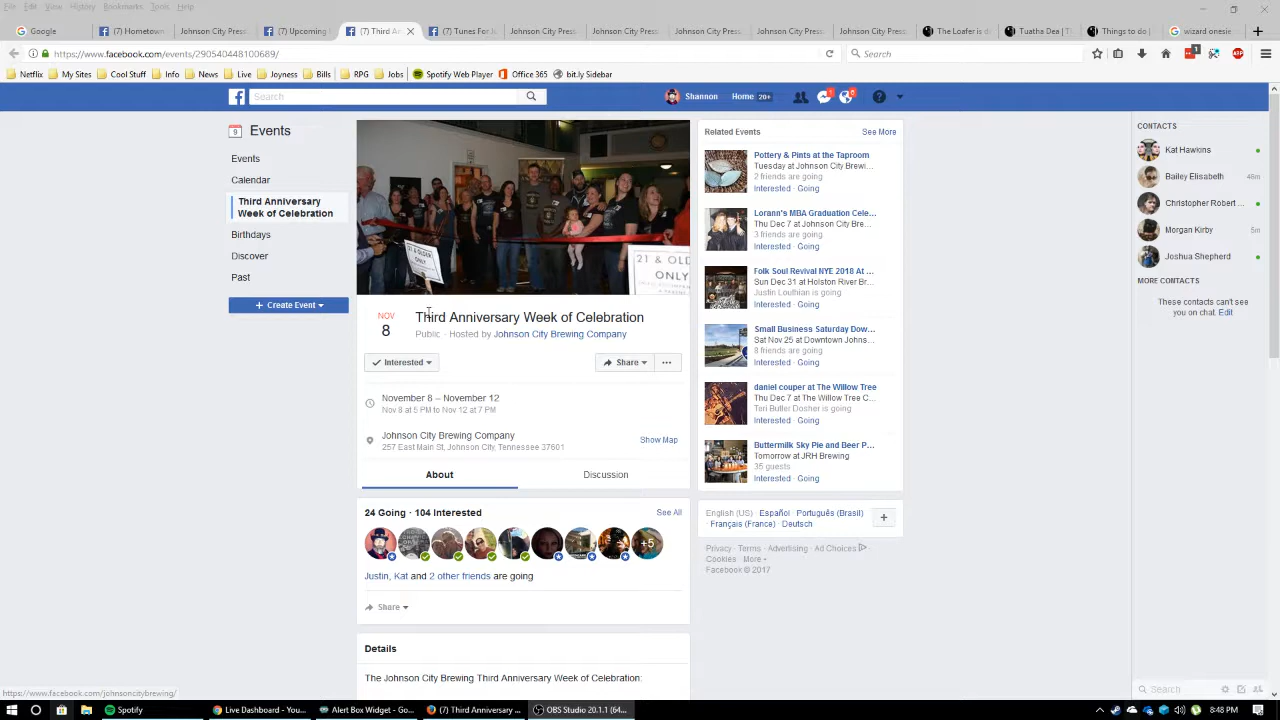 File Edit View History Bookmarks Tools Help
Google
(7) Hometown
(7) Upcoming
(7) Third An
(7) Tunes For
Johnson City Press
Johnson City Press
Johnson City Press
Johnson City Press
The Loafer is d
Tuatha Dea | T
Things to do |
wizard onesie
https://www.facebook.com/events/290540448100689/
Search
Netflix My Sites Cool Stuff Info News Live Joyness Bills RPG Jobs Spotify Web Player Office 365 bit.ly Sidebar
Search
Shannon Home 20+
9 Events
Events
Calendar
Third Anniversary
Week of Celebration
Birthdays
Discover
Past
+ Create Event
21 & OLDER
ONLY
21 & OLD
ONLY
NOV
8
Third Anniversary Week of Celebration
Public · Hosted by Johnson City Brewing Company
Interested
Share
November 8 – November 12
Nov 8 at 5 PM to Nov 12 at 7 PM
Johnson City Brewing Company
257 East Main St, Johnson City, Tennessee 37601
Show Map
About
Discussion
24 Going · 104 Interested
See All
+5
Justin, Kat and 2 other friends are going
Share
Details
The Johnson City Brewing Third Anniversary Week of Celebration:
Related Events
See More
Pottery & Pints at the Taproom
Tuesday at Johnson City Brewi...
2 friends are going
Interested · Going
Lorann's MBA Graduation Cele...
Thu Dec 7 at Johnson City Bre...
3 friends are going
Interested · Going
Folk Soul Revival NYE 2018 At ...
Sun Dec 31 at Holston River Br...
Justin Louthian is going
Interested · Going
Small Business Saturday Dow...
Sat Nov 25 at Downtown Johns...
8 friends are going
Interested · Going
daniel couper at The Willow Tree
Thu Dec 7 at The Willow Tree C...
Teri Butler Dosher is going
Interested · Going
Buttermilk Sky Pie and Beer P...
Tomorrow at JRH Brewing
35 guests
Interested · Going
English (US) · Español · Português (Brasil)
· Français (France) · Deutsch
+
Privacy · Terms · Advertising · Ad Choices
Cookies · More
Facebook © 2017
CONTACTS
Kat Hawkins
Bailey Elisabeth 48m
Christopher Robert ...
Morgan Kirby 5m
Joshua Shepherd
MORE CONTACTS
These contacts can't see
you on chat. Edit
Search
https://www.facebook.com/johnsoncitybrewing/
Spotify
Live Dashboard - You...
Alert Box Widget - Go...
(7) Third Anniversary ...
OBS Studio 20.1.1 (64...
8:48 PM